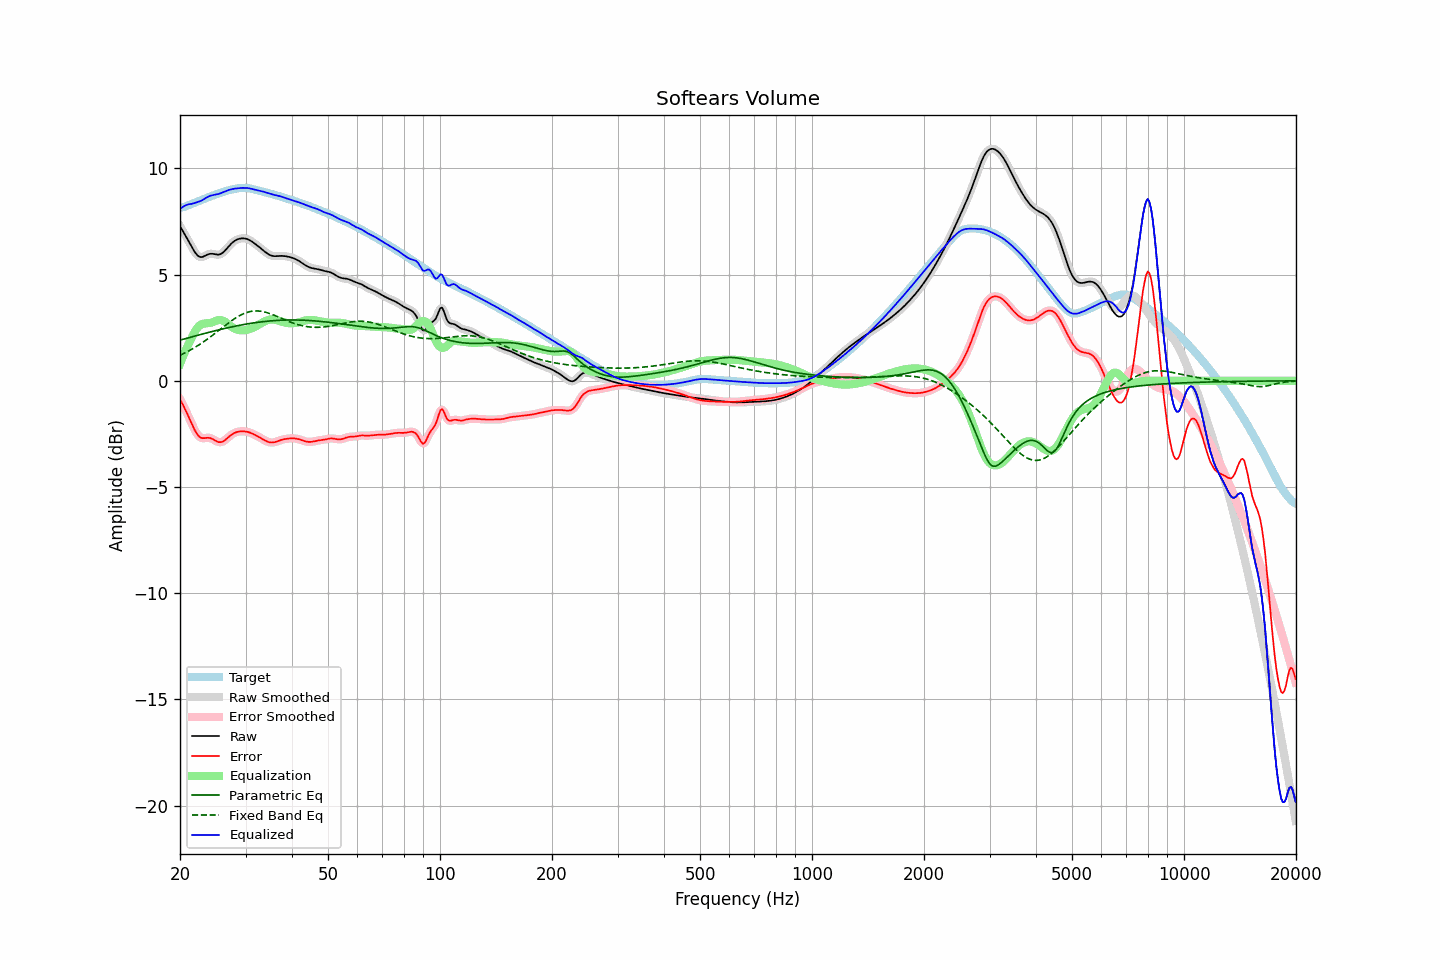 Softears Volume
Amplitude (dBr)
10
5
0
−5
−10
−15
−20
Target
Raw Smoothed
Error Smoothed
Raw
Error
Equalization
Parametric Eq
Fixed Band Eq
Equalized
20 50 100 200 500 1000 2000 5000 10000 20000
Frequency (Hz)